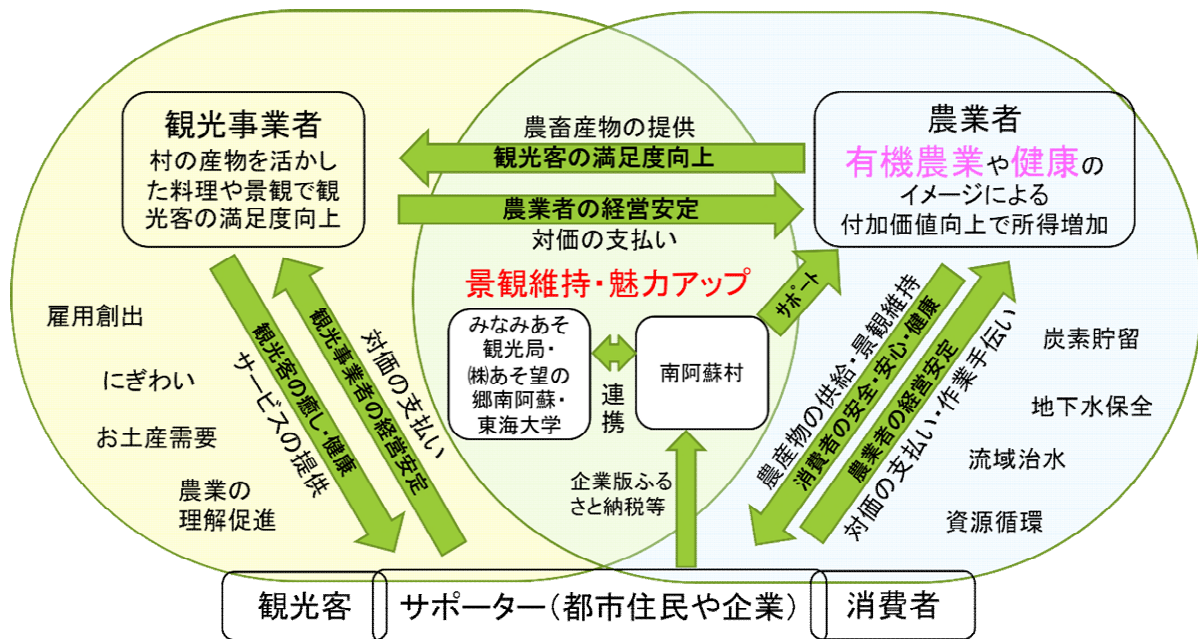 観光事業者
村の産物を活かし
た料理や景観で観
光客の満足度向上
農畜産物の提供
観光客の満足度向上
農業者の経営安定
対価の支払い
農業者
有機農業や健康の
イメージによる
付加価値向上で所得増加
景観維持・魅力アップ
みなみあそ
観光局・
㈱あそ望の
郷南阿蘇・
東海大学
連携
南阿蘇村
サポート
企業版ふる
さと納税等
雇用創出
にぎわい
お土産需要
農業の
理解促進
サービスの提供
観光客の癒し・健康
観光事業者の経営安定
対価の支払い
農産物の供給・景観維持
消費者の安全・安心・健康
農業者の経営安定
対価の支払い・作業手伝い
炭素貯留
地下水保全
流域治水
資源循環
観光客
サポーター（都市住民や企業）
消費者